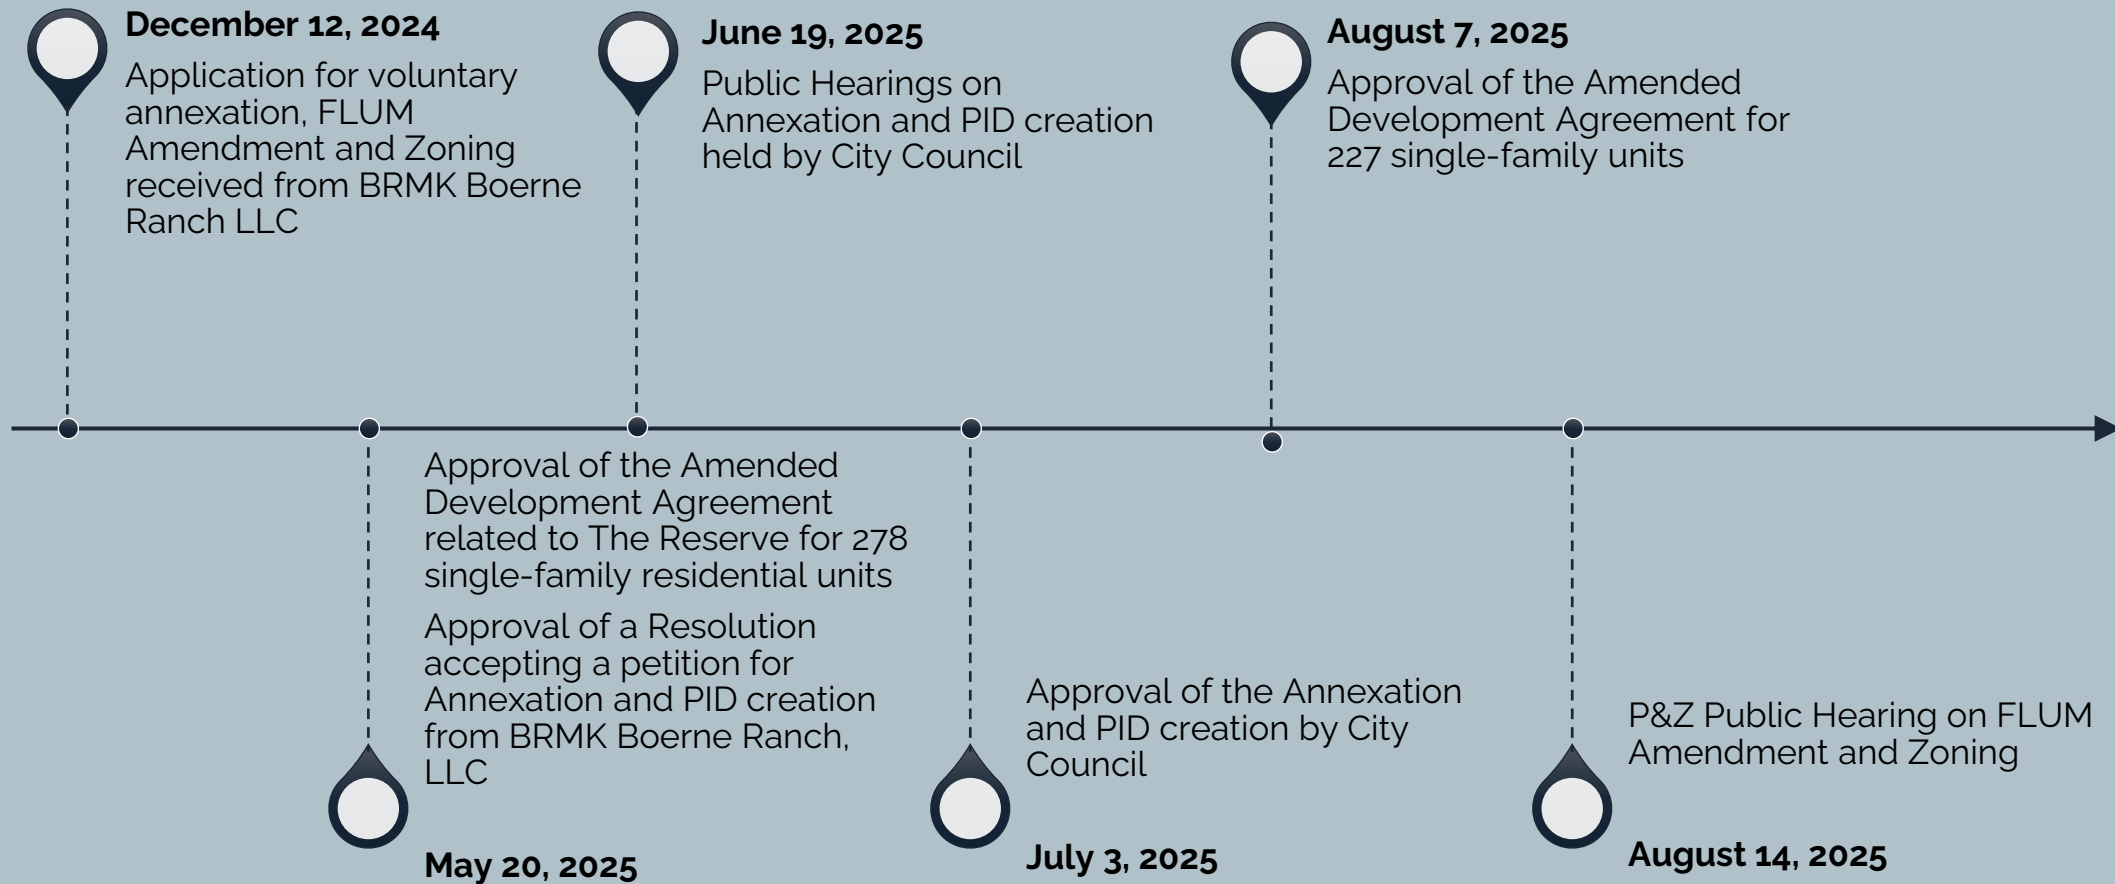 December 12, 2024
Application for voluntary
annexation, FLUM
Amendment and Zoning
received from BRMK Boerne
Ranch LLC
June 19, 2025
Public Hearings on
Annexation and PID creation
held by City Council
August 7, 2025
Approval of the Amended
Development Agreement for
227 single-family units
Approval of the Amended
Development Agreement
related to The Reserve for 278
single-family residential units
Approval of a Resolution
accepting a petition for
Annexation and PID creation
from BRMK Boerne Ranch,
LLC
May 20, 2025
Approval of the Annexation
and PID creation by City
Council
July 3, 2025
P&Z Public Hearing on FLUM
Amendment and Zoning
August 14, 2025